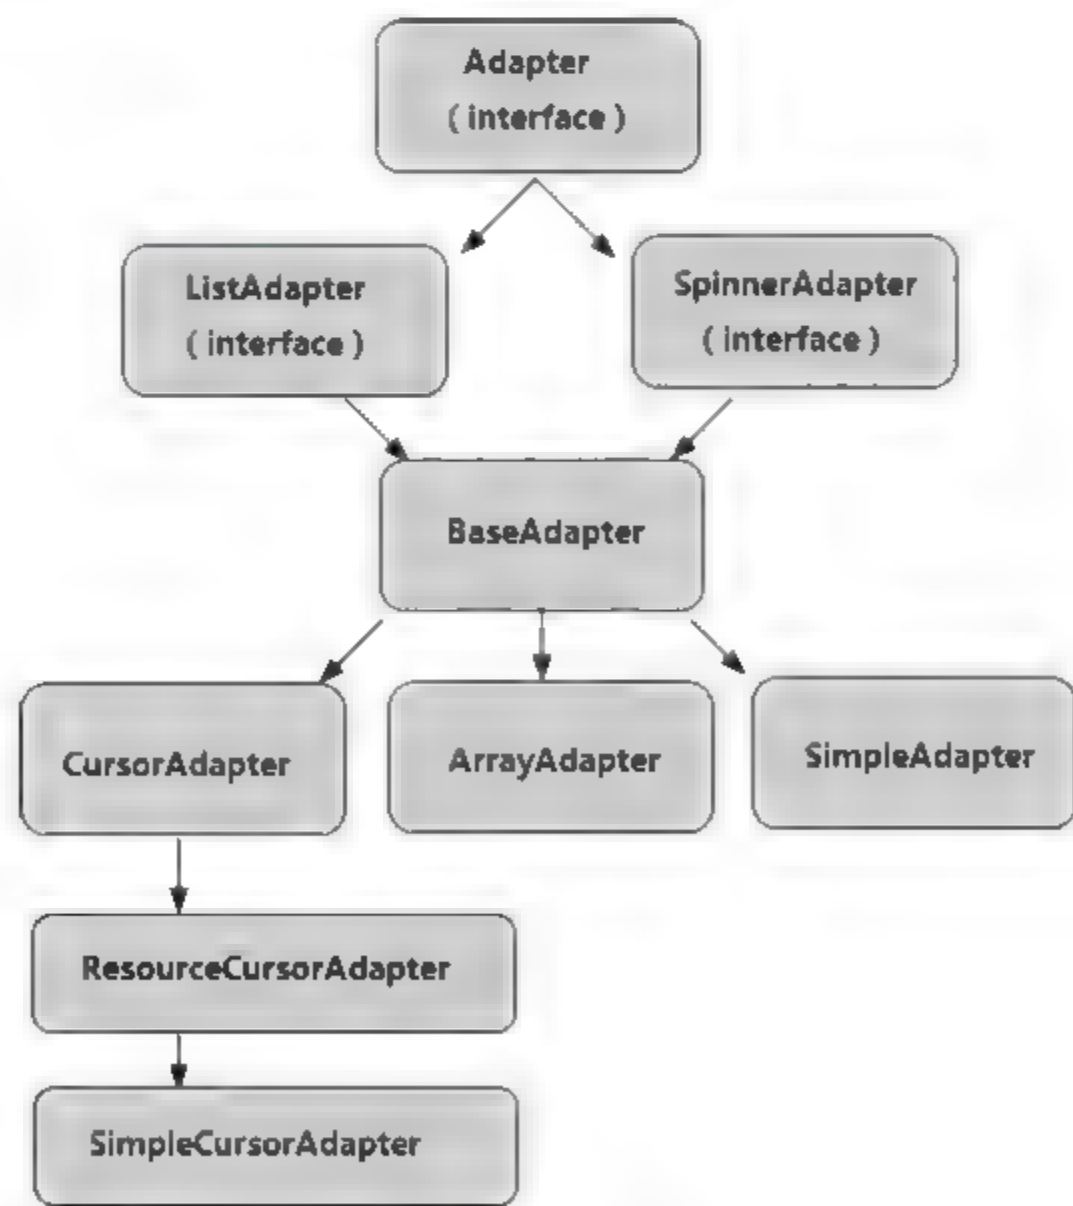 Adapter
( interface )
ListAdapter
( interface )
SpinnerAdapter
( interface )
BaseAdapter
CursorAdapter
ArrayAdapter
SimpleAdapter
ResourceCursorAdapter
SimpleCursorAdapter